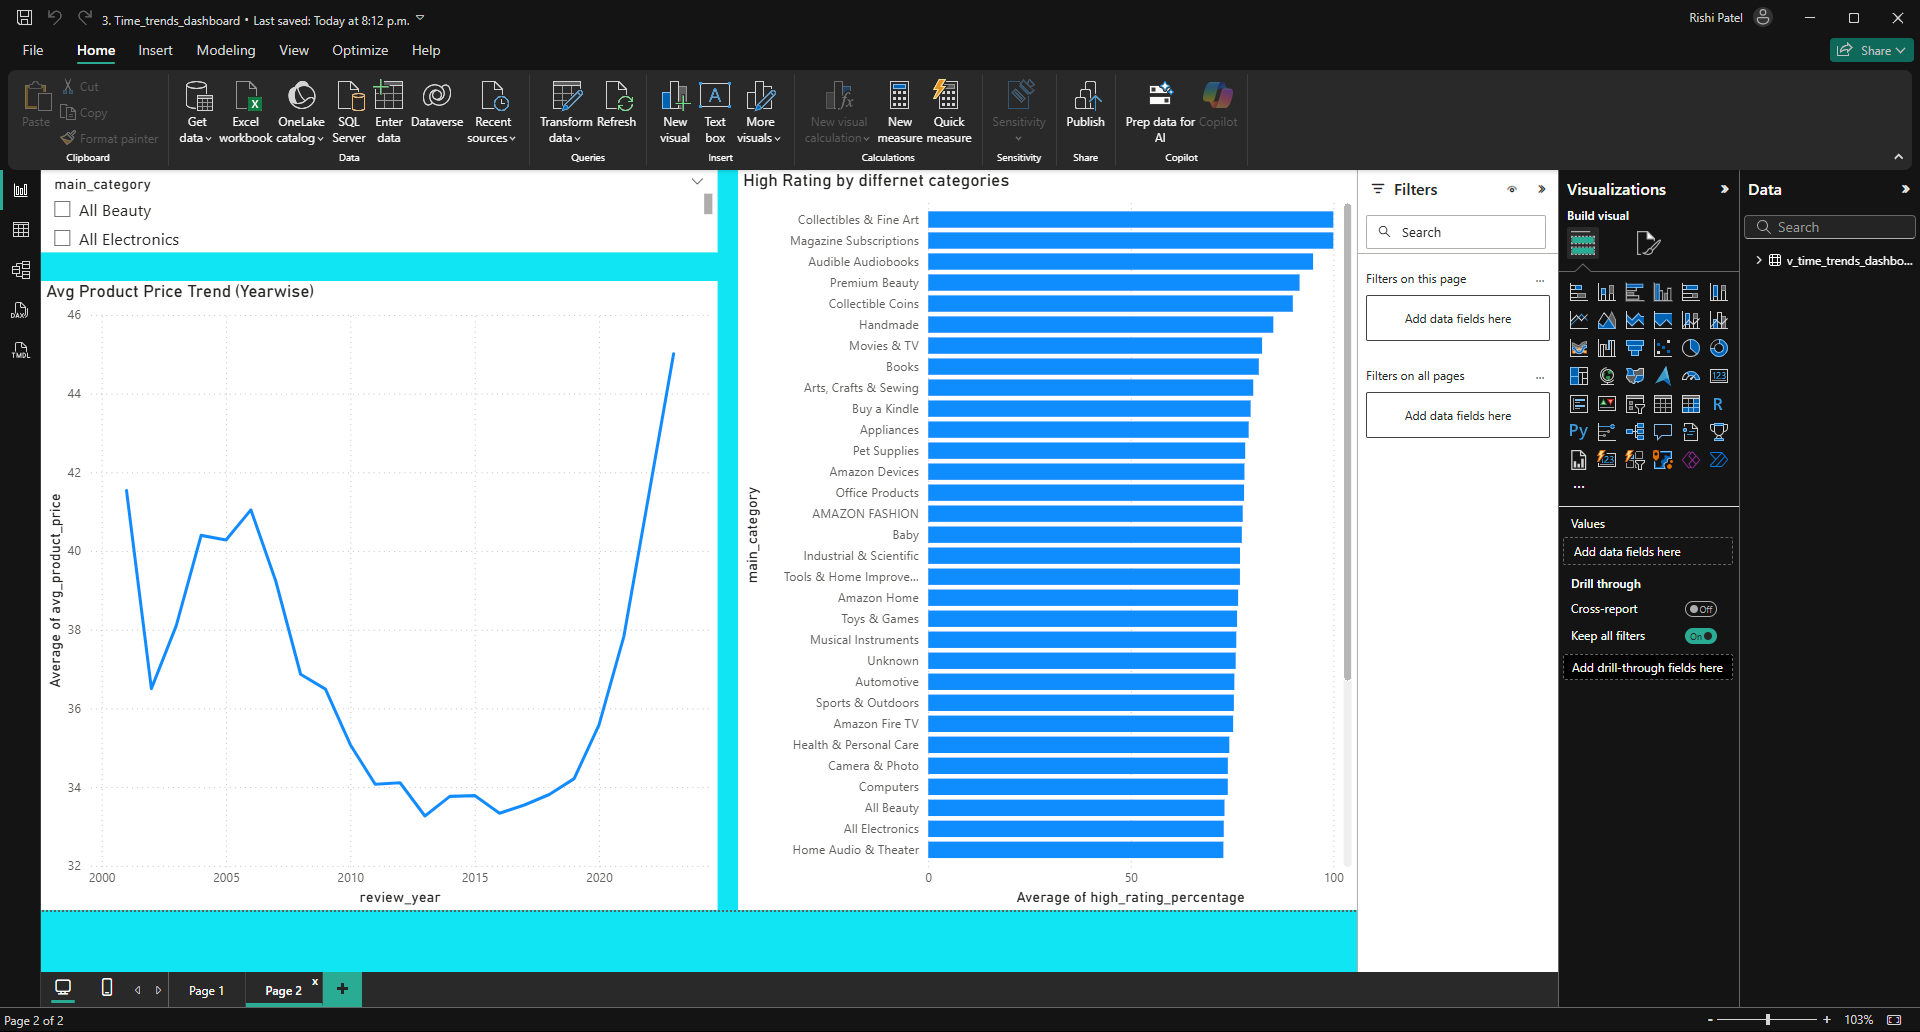 3. Time_trends_dashboard • Last saved: Today at 8:12 p.m.
Rishi Patel
File Home Insert Modeling View Optimize Help
Share
Paste
Cut
Copy
Format painter
Clipboard
Get data
Excel workbook
OneLake catalog
SQL Server
Enter data
Dataverse
Recent sources
Data
Transform data
Refresh
Queries
New visual
Text box
More visuals
Insert
New visual calculation
New measure
Quick measure
Calculations
Sensitivity
Sensitivity
Publish
Share
Prep data for AI
Copilot
Copilot
main_category
All Beauty
All Electronics
Avg Product Price Trend (Yearwise)
46
44
42
40
38
36
34
32
Average of avg_product_price
2000 2005 2010 2015 2020
review_year
High Rating by differnet categories
main_category
Collectibles & Fine Art
Magazine Subscriptions
Audible Audiobooks
Premium Beauty
Collectible Coins
Handmade
Movies & TV
Books
Arts, Crafts & Sewing
Buy a Kindle
Appliances
Pet Supplies
Amazon Devices
Office Products
AMAZON FASHION
Baby
Industrial & Scientific
Tools & Home Improve...
Amazon Home
Toys & Games
Musical Instruments
Unknown
Automotive
Sports & Outdoors
Amazon Fire TV
Health & Personal Care
Camera & Photo
Computers
All Beauty
All Electronics
Home Audio & Theater
0 50 100
Average of high_rating_percentage
Filters
Search
Filters on this page ...
Add data fields here
Filters on all pages ...
Add data fields here
Visualizations
Build visual
123
R
Py
123
...
Values
Add data fields here
Drill through
Cross-report Off
Keep all filters On
Add drill-through fields here
Data
Search
v_time_trends_dashbo...
DAX
TMDL
Page 1
Page 2 x
+
Page 2 of 2
- + 103%